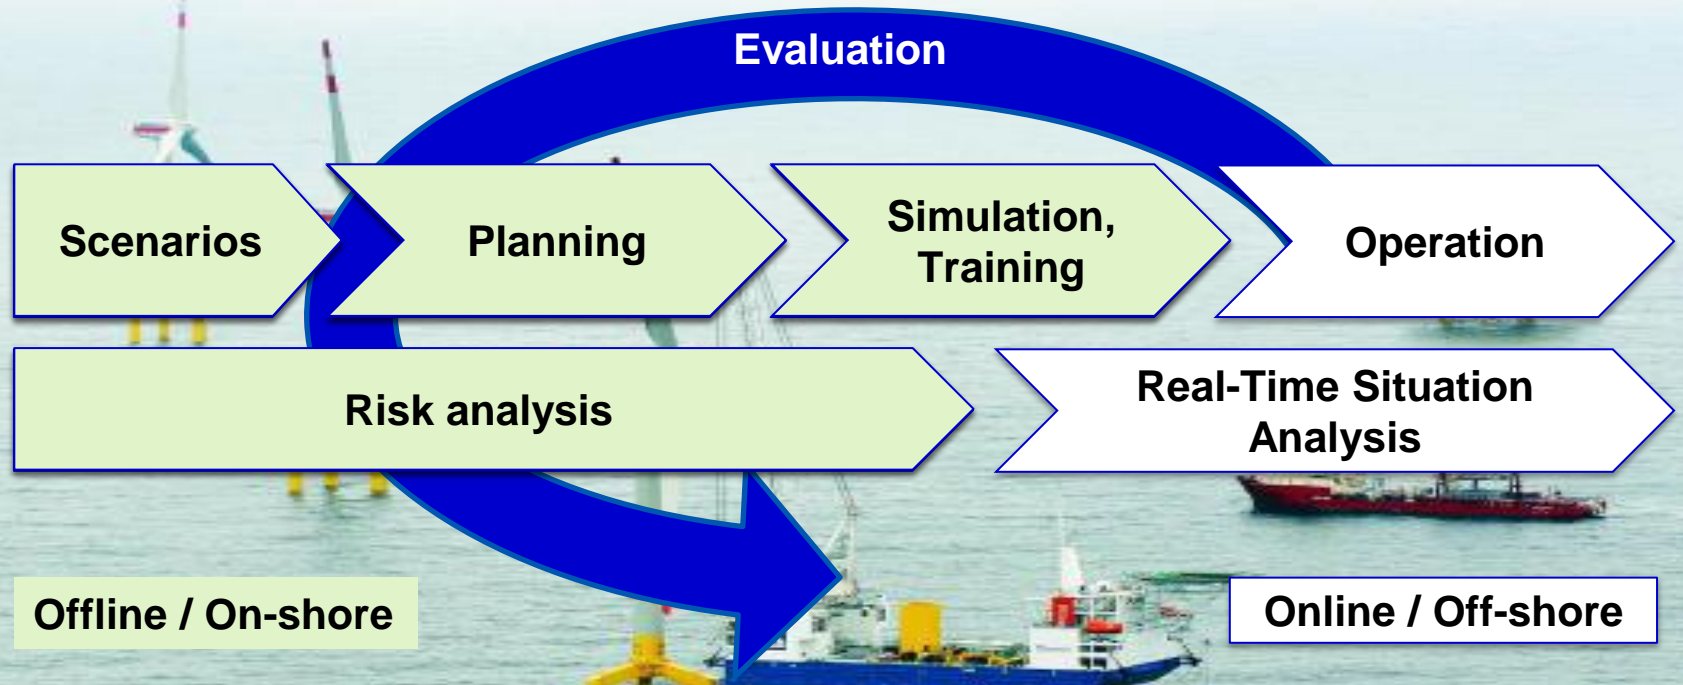 Evaluation
Scenarios
Planning
Simulation,
Training
Operation
Risk analysis
Real-Time Situation
Analysis
Offline / On-shore
Online / Off-shore